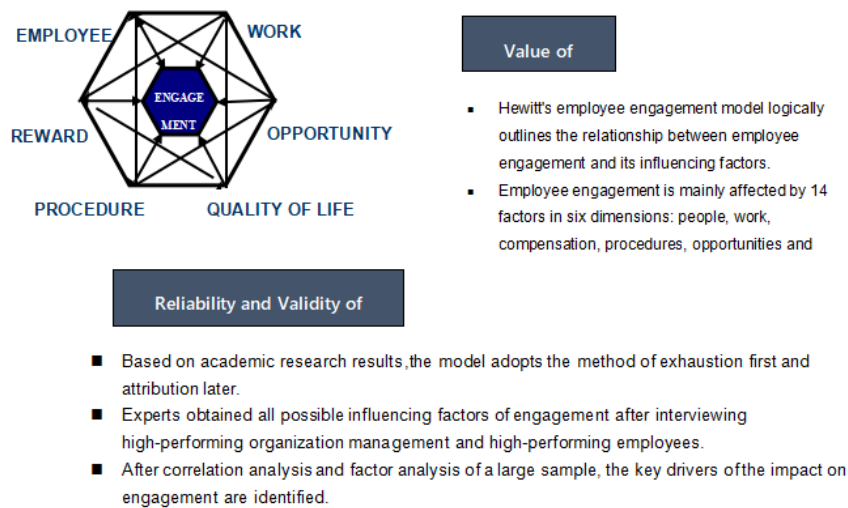 EMPLOYEE
WORK
ENGAGE
MENT
REWARD
OPPORTUNITY
PROCEDURE
QUALITY OF LIFE
Value of
▪ Hewitt's employee engagement model logically
outlines the relationship between employee
engagement and its influencing factors.
▪ Employee engagement is mainly affected by 14
factors in six dimensions: people, work,
compensation, procedures, opportunities and
Reliability and Validity of
■ Based on academic research results,the model adopts the method of exhaustion first and
attribution later.
■ Experts obtained all possible influencing factors of engagement after interviewing
high-performing organization management and high-performing employees.
■ After correlation analysis and factor analysis of a large sample, the key drivers of the impact on
engagement are identified.